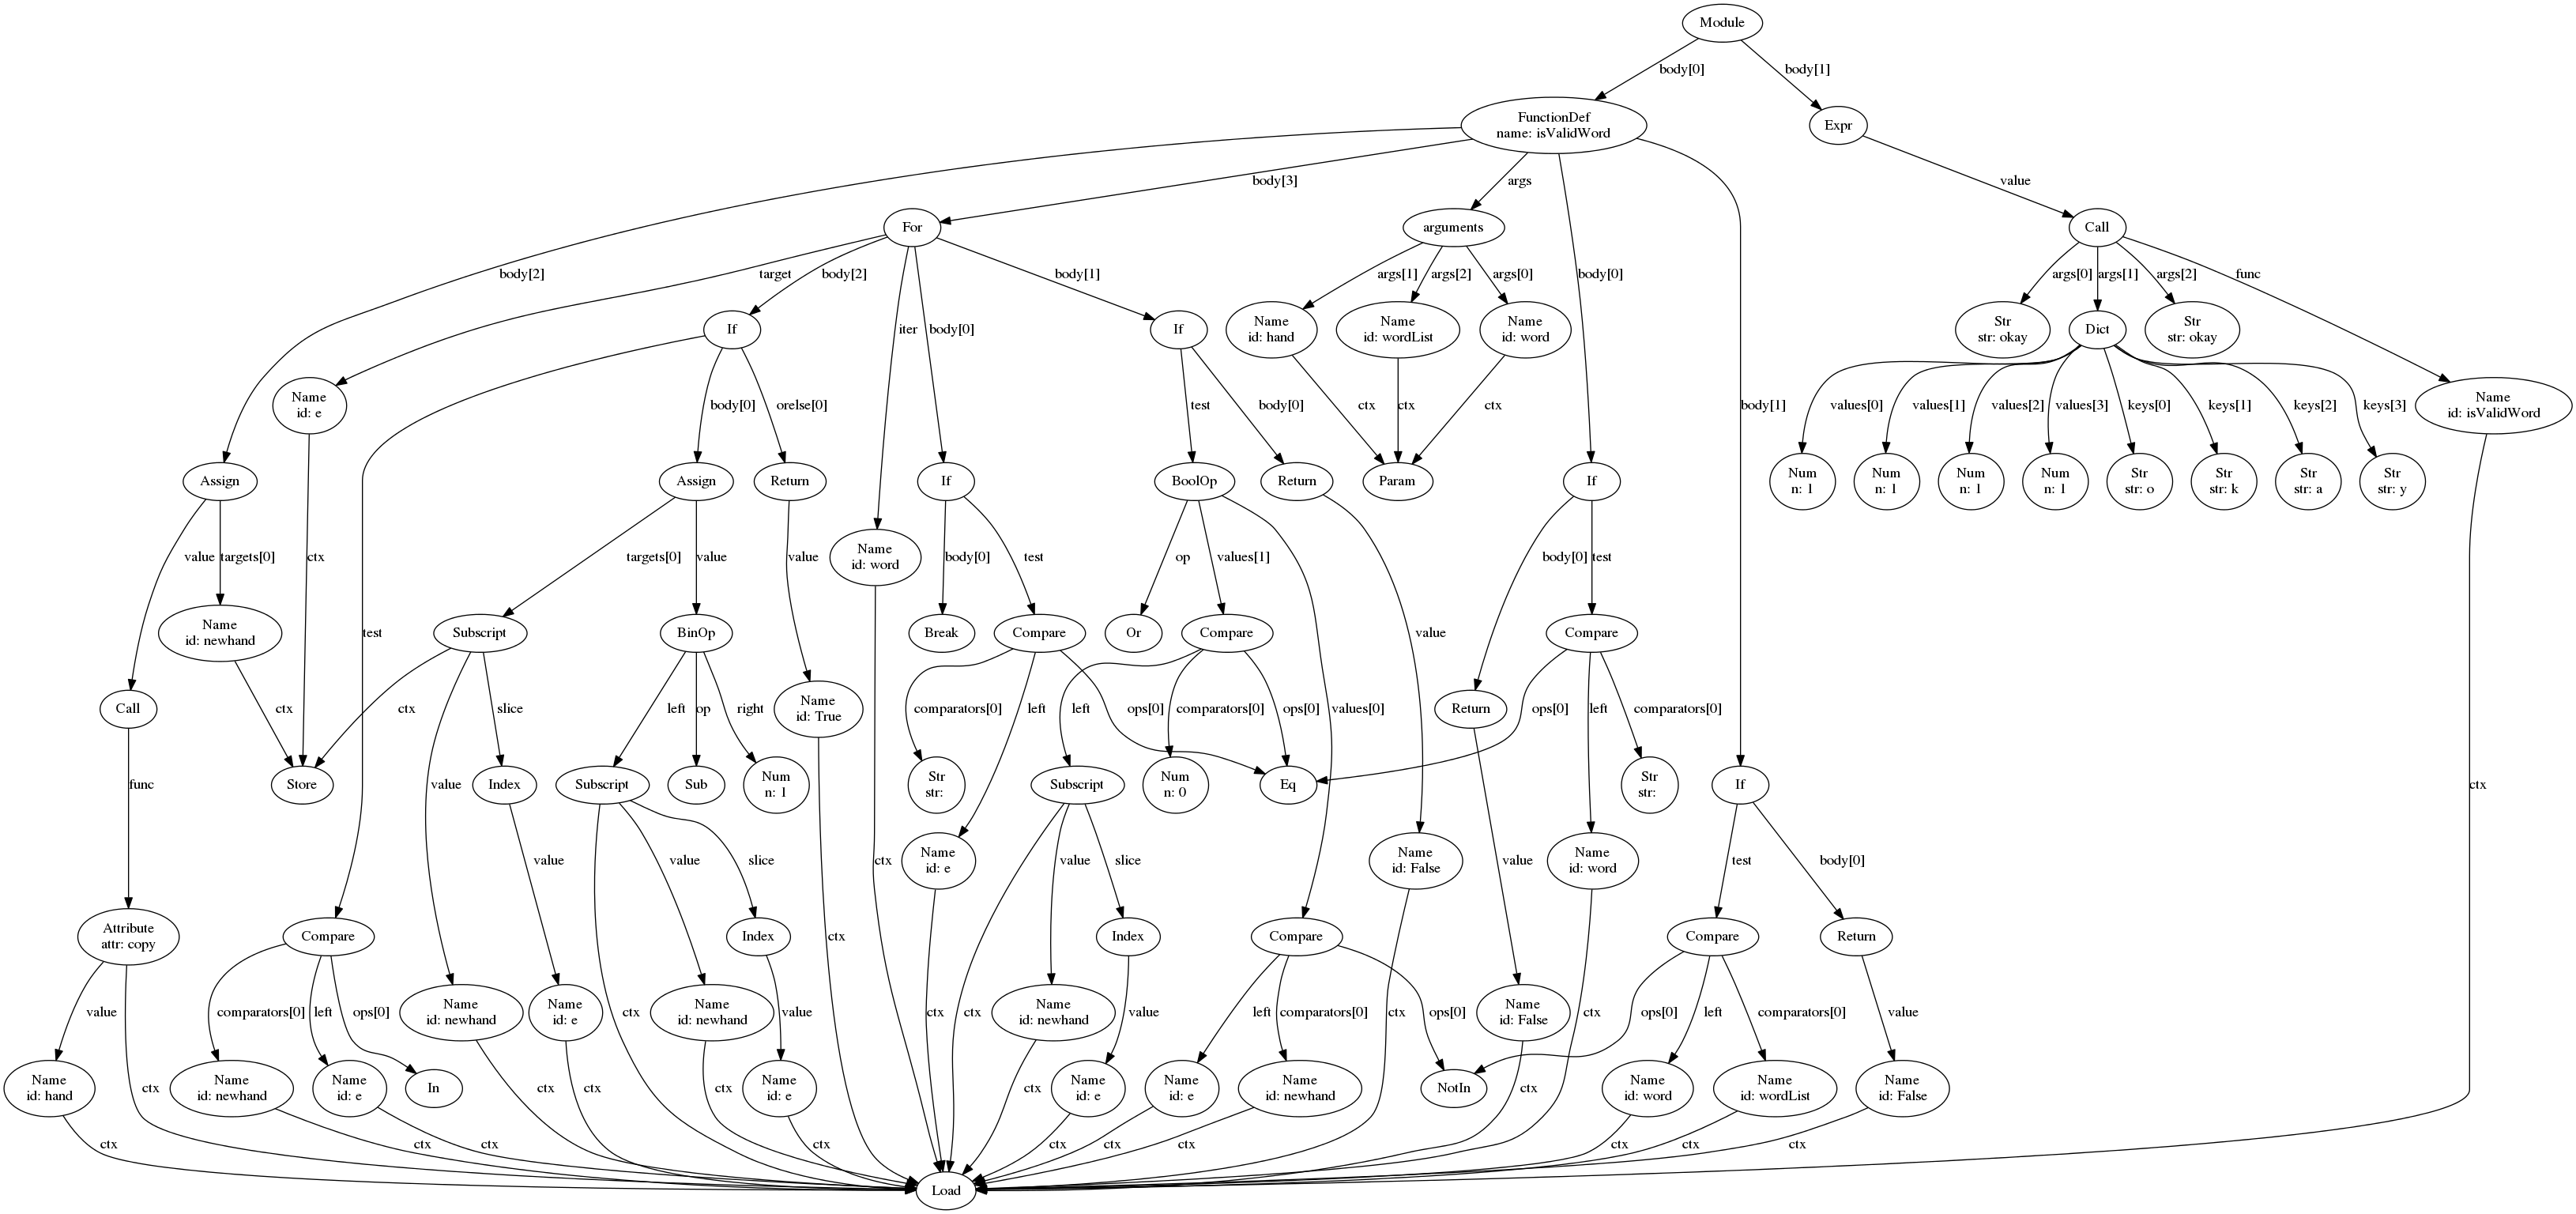 Module
body[0]
body[1]
FunctionDef
name: isValidWord
Expr
body[3]
args
value
For
arguments
Call
body[2]
target
body[2]
body[1]
args[1]
args[2]
args[0]
body[0]
args[0]
args[1]
args[2]
func
If
iter
body[0]
If
Name
id: hand
Name
id: wordList
Name
id: word
Str
str: okay
Dict
Str
str: okay
Name
id: e
body[0]
orelse[0]
test
body[0]
ctx
ctx
ctx
body[1]
values[0]
values[1]
values[2]
values[3]
keys[0]
keys[1]
keys[2]
keys[3]
Name
id: isValidWord
Assign
Assign
Return
If
BoolOp
Return
Param
If
Num
n: 1
Num
n: 1
Num
n: 1
Num
n: 1
Str
str: o
Str
str: k
Str
str: a
Str
str: y
value
targets[0]
ctx
targets[0]
value
value
Name
id: word
body[0]
test
op
values[1]
body[0]
test
Name
id: newhand
test
Subscript
BinOp
Break
Compare
Or
Compare
value
Compare
Call
ctx
ctx
value
slice
left
op
right
Name
id: True
comparators[0]
left
ops[0]
left
comparators[0]
ops[0]
values[0]
Return
ops[0]
left
comparators[0]
func
Store
Index
Subscript
Sub
Num
n: 1
Str
str:
Subscript
Num
n: 0
Eq
Str
str:
If
ctx
value
value
slice
ctx
Name
id: e
value
slice
Name
id: False
value
Name
id: word
test
body[0]
Attribute
attr: copy
Compare
Index
ctx
Index
Compare
Compare
Return
value
ctx
comparators[0]
left
ops[0]
Name
id: newhand
Name
id: e
ctx
Name
id: newhand
value
ctx
ctx
Name
id: newhand
value
left
comparators[0]
ops[0]
ctx
Name
id: False
ctx
ops[0]
left
comparators[0]
value
Name
id: hand
Name
id: newhand
Name
id: e
In
ctx
ctx
ctx
Name
id: e
ctx
Name
id: e
Name
id: e
Name
id: newhand
NotIn
ctx
Name
id: word
Name
id: wordList
Name
id: False
ctx
ctx
ctx
ctx
ctx
ctx
ctx
ctx
ctx
ctx
Load